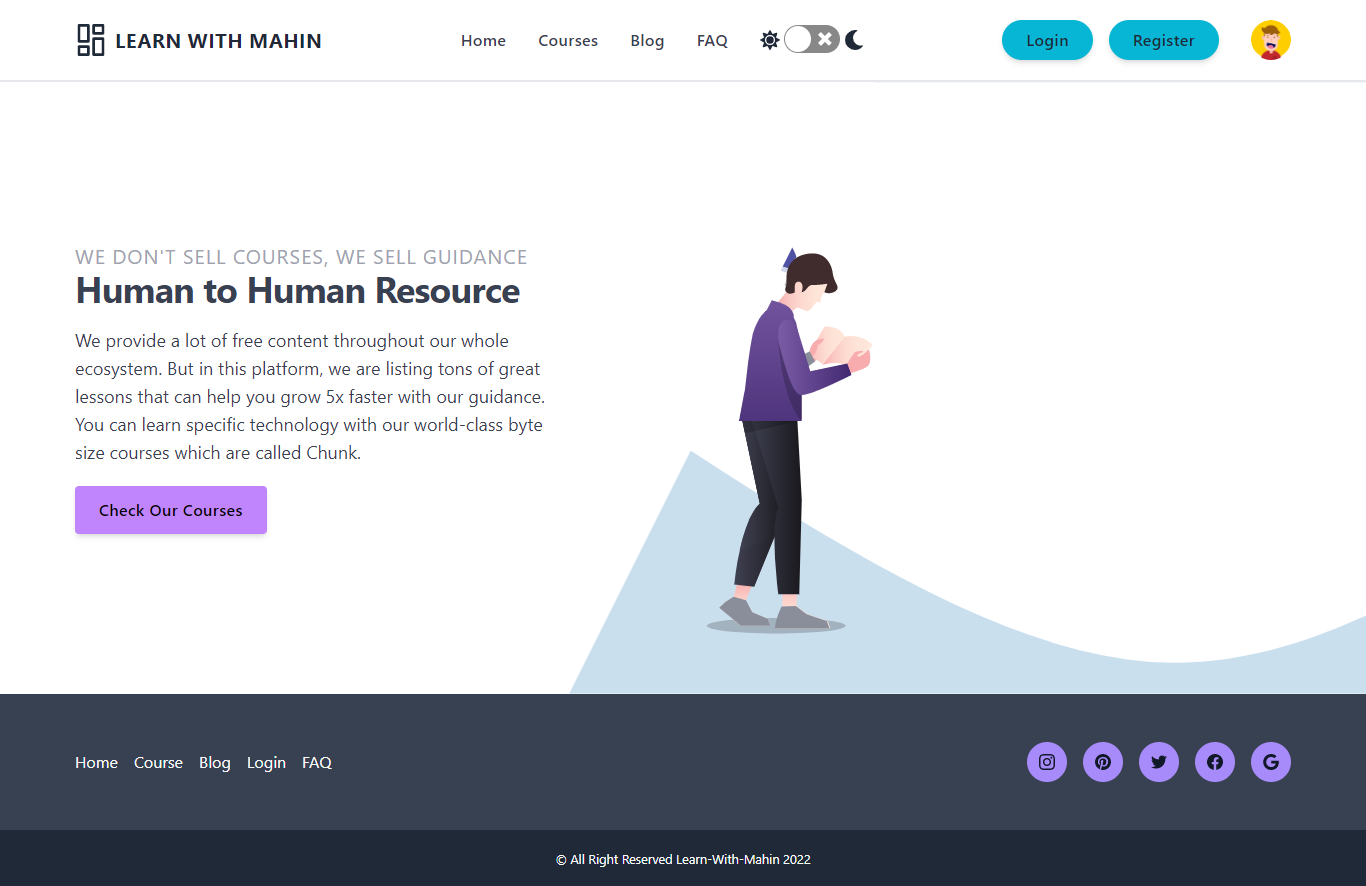 LEARN WITH MAHIN
Home Courses Blog FAQ
Login Register
WE DON'T SELL COURSES, WE SELL GUIDANCE
Human to Human Resource
We provide a lot of free content throughout our whole
ecosystem. But in this platform, we are listing tons of great
lessons that can help you grow 5x faster with our guidance.
You can learn specific technology with our world-class byte
size courses which are called Chunk.
Check Our Courses
Home Course Blog Login FAQ
© All Right Reserved Learn-With-Mahin 2022